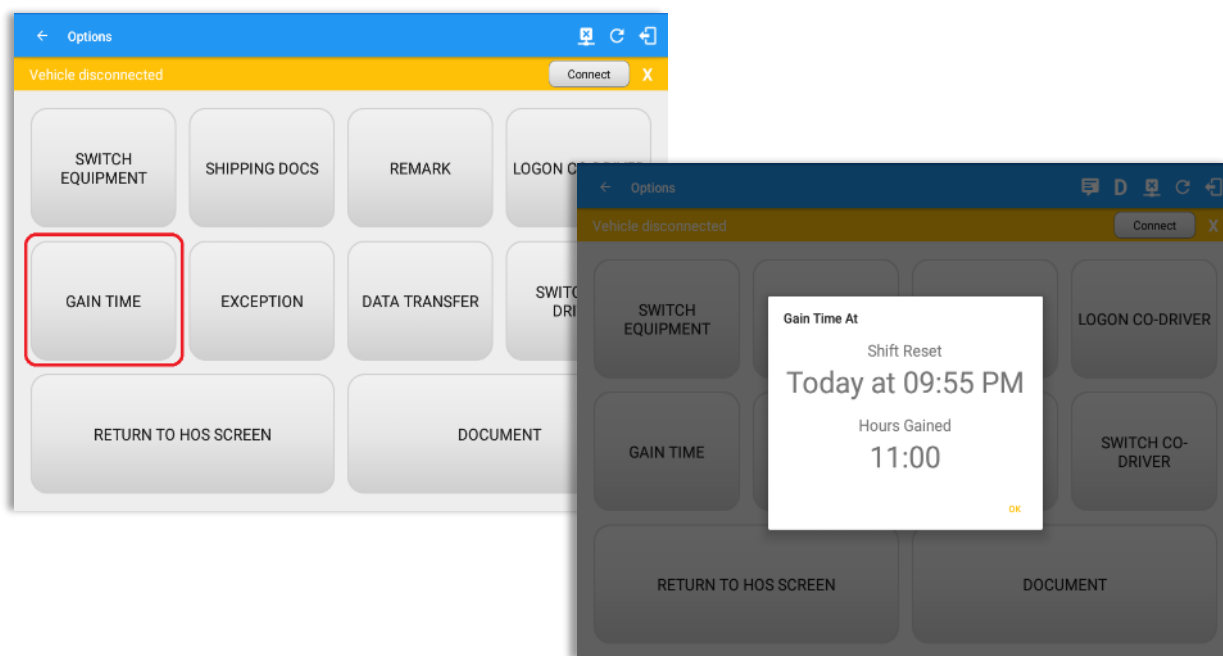 Options
Vehicle disconnected
Connect
X
SWITCH
EQUIPMENT
SHIPPING DOCS
REMARK
LOGON
GAIN TIME
EXCEPTION
DATA TRANSFER
RETURN TO HOS SCREEN
DOCUMENT
Options
D
Vehicle disconnected
Connect
X
SWITCH
EQUIPMENT
LOGON CO-DRIVER
GAIN TIME
SWITCH CO-
DRIVER
RETURN TO HOS SCREEN
DOCUMENT
Gain Time At
Shift Reset
Today at 09:55 PM
Hours Gained
11:00
OK